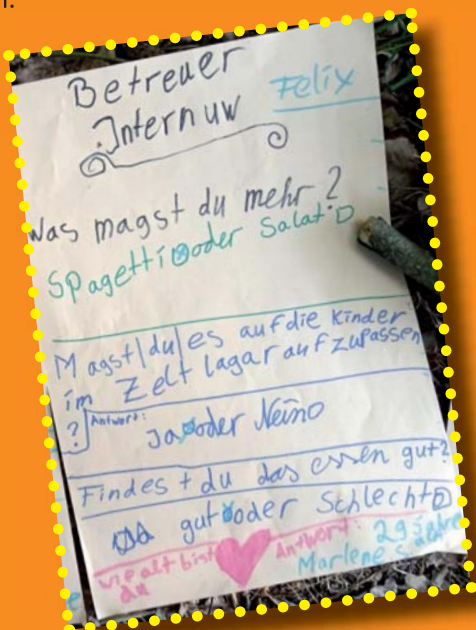 Betreuer
Internuw
Felix
Was magst du mehr?
Spagetti oder Salat
Magst|du|es auf die Kinder
im Zelt lagar aufzupassen
?
Antwort:
Ja oder Nein
Findest du das essen gut?
gut oder Schlecht
wie alt bist
du
Antwort: 29 jahre
Marlene